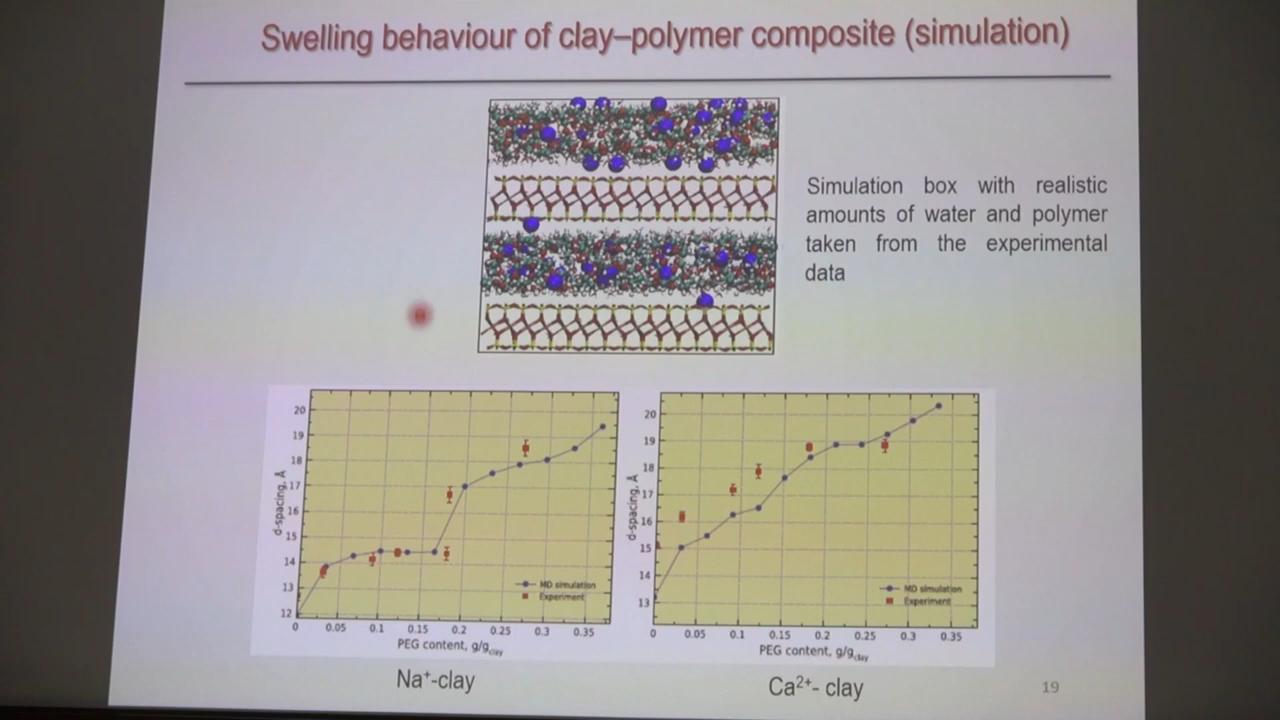 Swelling behaviour of clay–polymer composite (simulation)
Simulation box with realistic
amounts of water and polymer
taken from the experimental
data
20
19
18
17
16
15
14
13
12
d-spacing, Å
0 0.05 0.1 0.15 0.2 0.25 0.3 0.35
PEG content, g/gclay
MD simulation
Experiment
Na⁺-clay
20
19
18
17
16
15
14
13
d-spacing, Å
0 0.05 0.1 0.15 0.2 0.25 0.3 0.35
PEG content, g/gclay
MD simulation
Experiment
Ca²⁺- clay
19